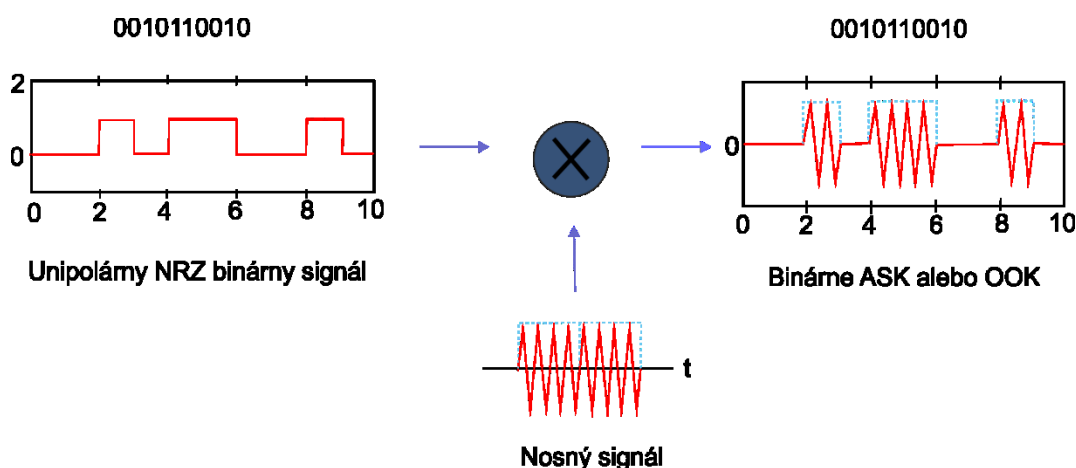 0010110010
0010110010
2
0
0 2 4 6 8 10
0
0 2 4 6 8 10
Unipolárny NRZ binárny signál
Binárne ASK alebo OOK
t
Nosný signál